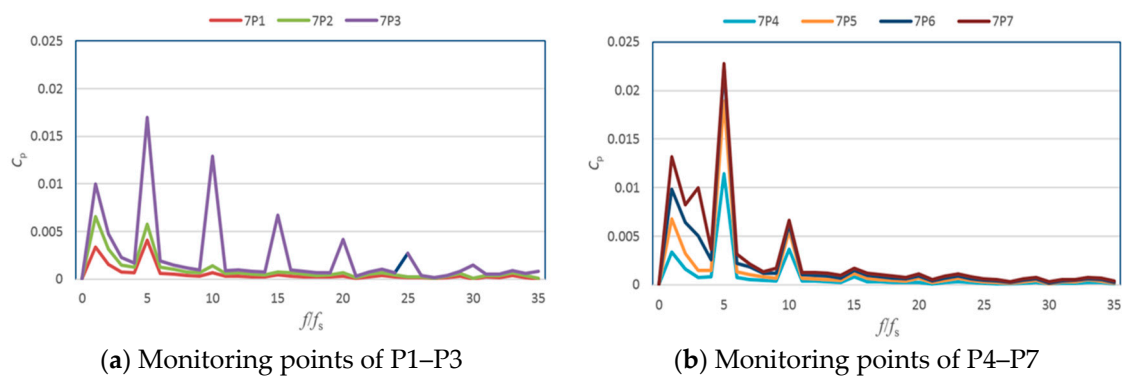 7P1 7P2 7P3
0.025
0.02
0.015
0.01
0.005
0
Cp
0 5 10 15 20 25 30 35
f/fs
(a) Monitoring points of P1–P3
7P4 7P5 7P6 7P7
0.025
0.02
0.015
0.01
0.005
0
Cp
0 5 10 15 20 25 30 35
f/fs
(b) Monitoring points of P4–P7